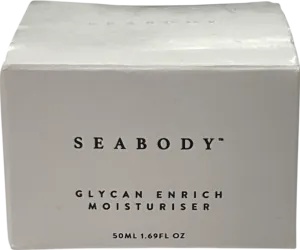 SEABODY™
GLYCAN ENRICH
MOISTURISER
50ML 1.69FL OZ